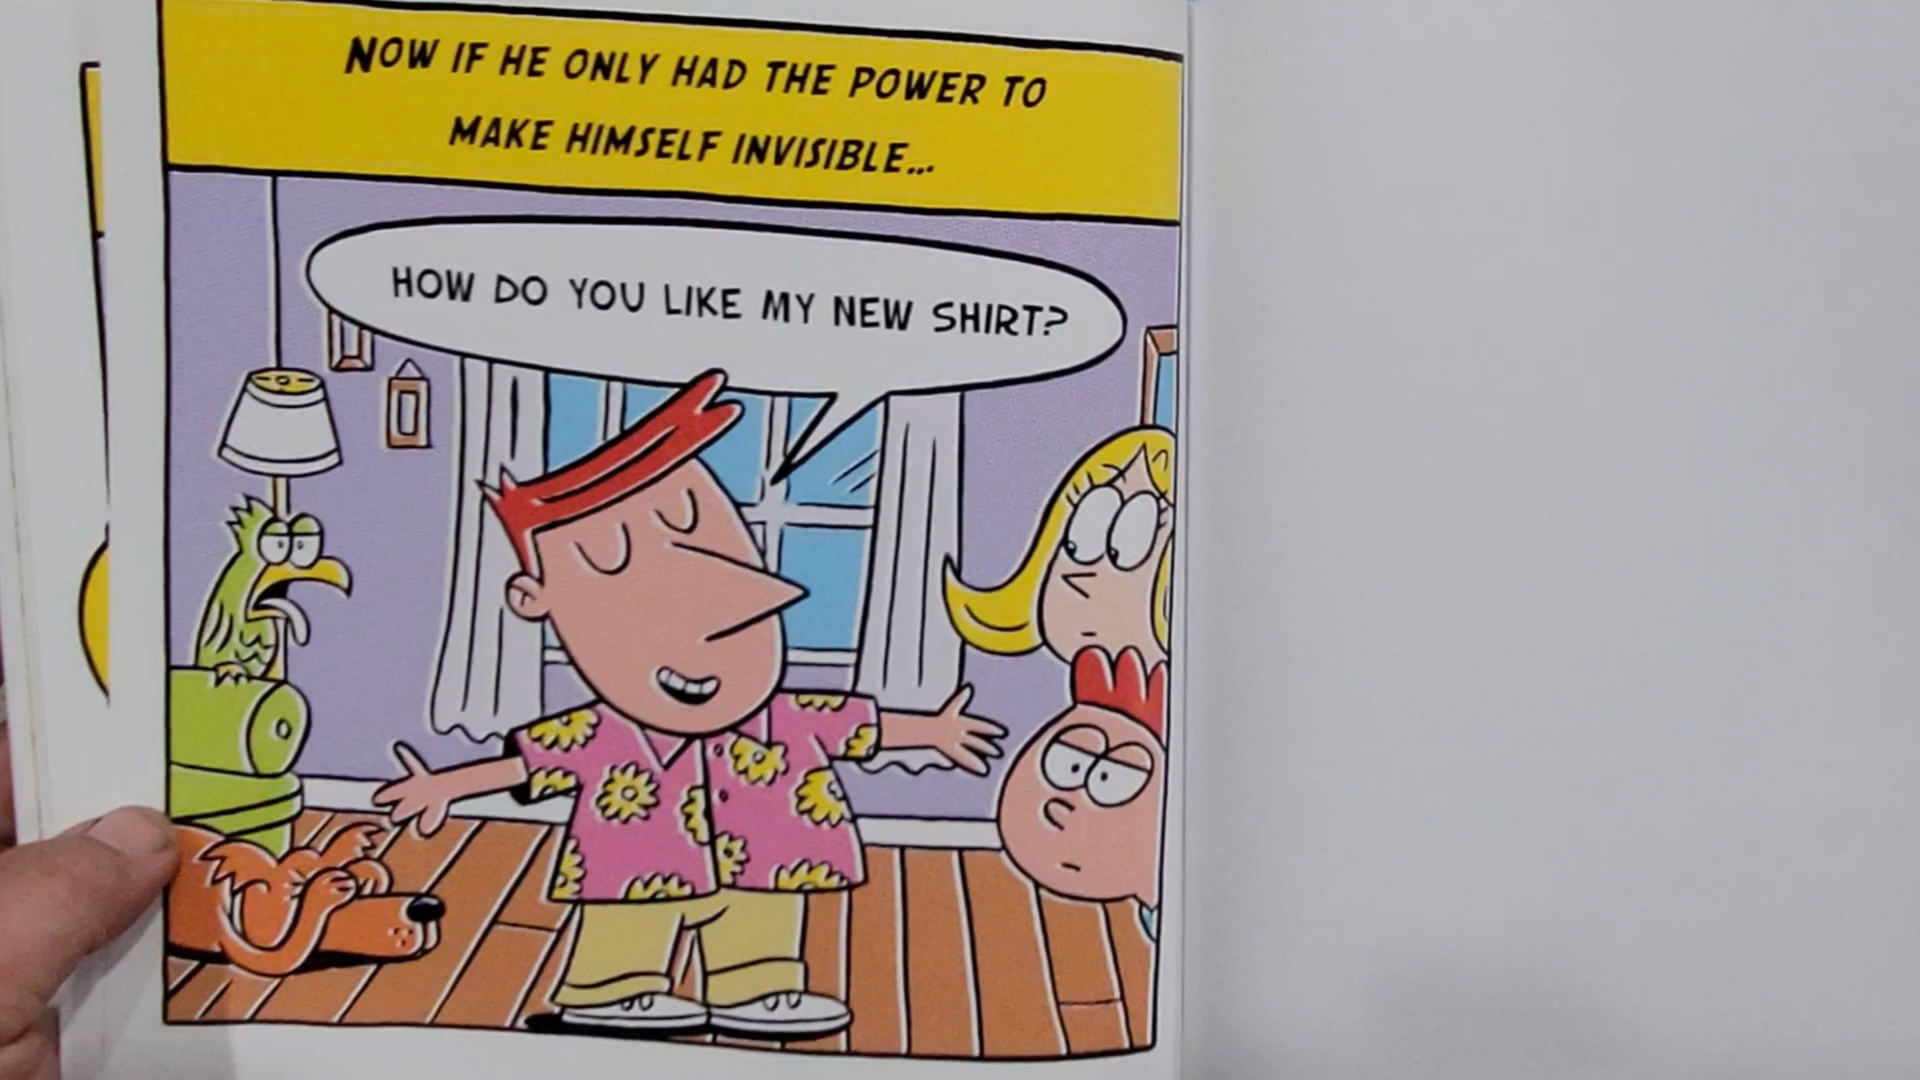 NOW IF HE ONLY HAD THE POWER TO
MAKE HIMSELF INVISIBLE...
HOW DO YOU LIKE MY NEW SHIRT?